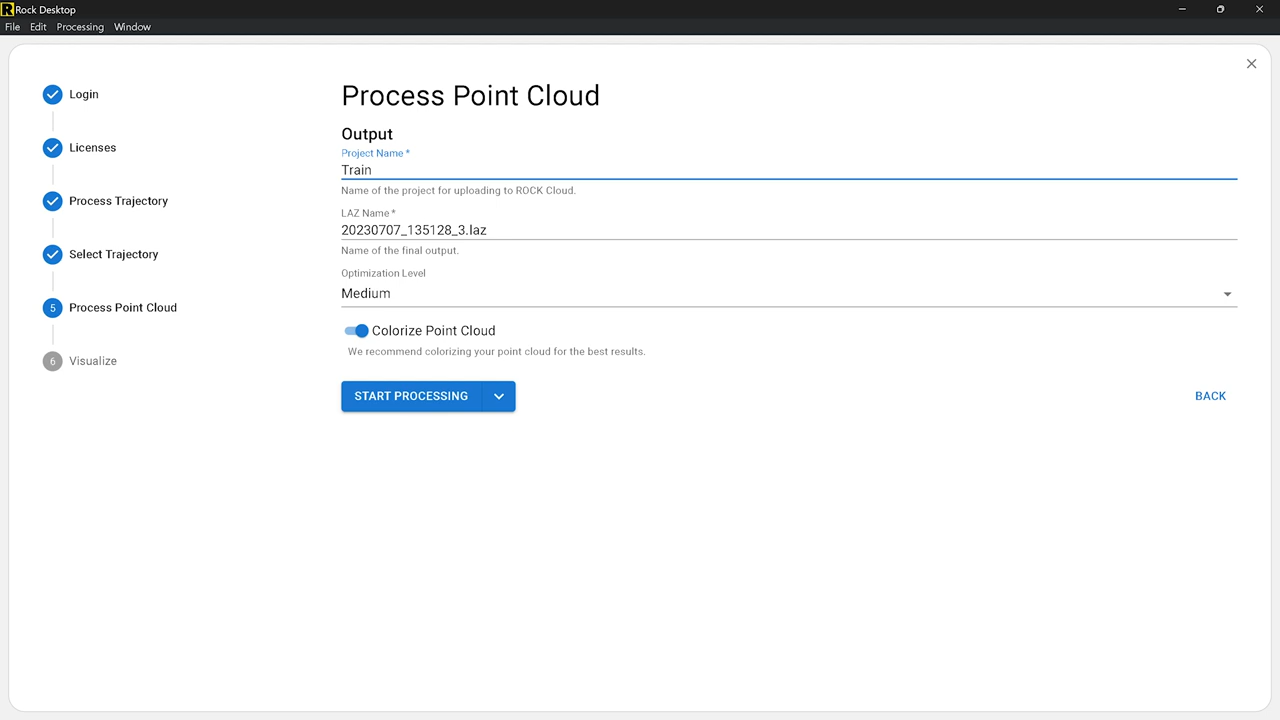 R Rock Desktop
File Edit Processing Window
Login
Licenses
Process Trajectory
Select Trajectory
5 Process Point Cloud
6 Visualize
Process Point Cloud
Output
Project Name *
Train
Name of the project for uploading to ROCK Cloud.
LAZ Name *
20230707_135128_3.laz
Name of the final output.
Optimization Level
Medium
Colorize Point Cloud
We recommend colorizing your point cloud for the best results.
START PROCESSING
BACK